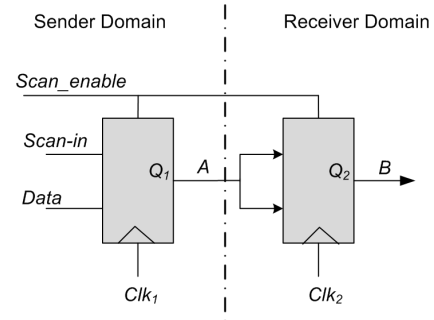 Sender Domain
Receiver Domain
Scan_enable
Scan-in
Q1
A
Q2
B
Data
Clk1
Clk2